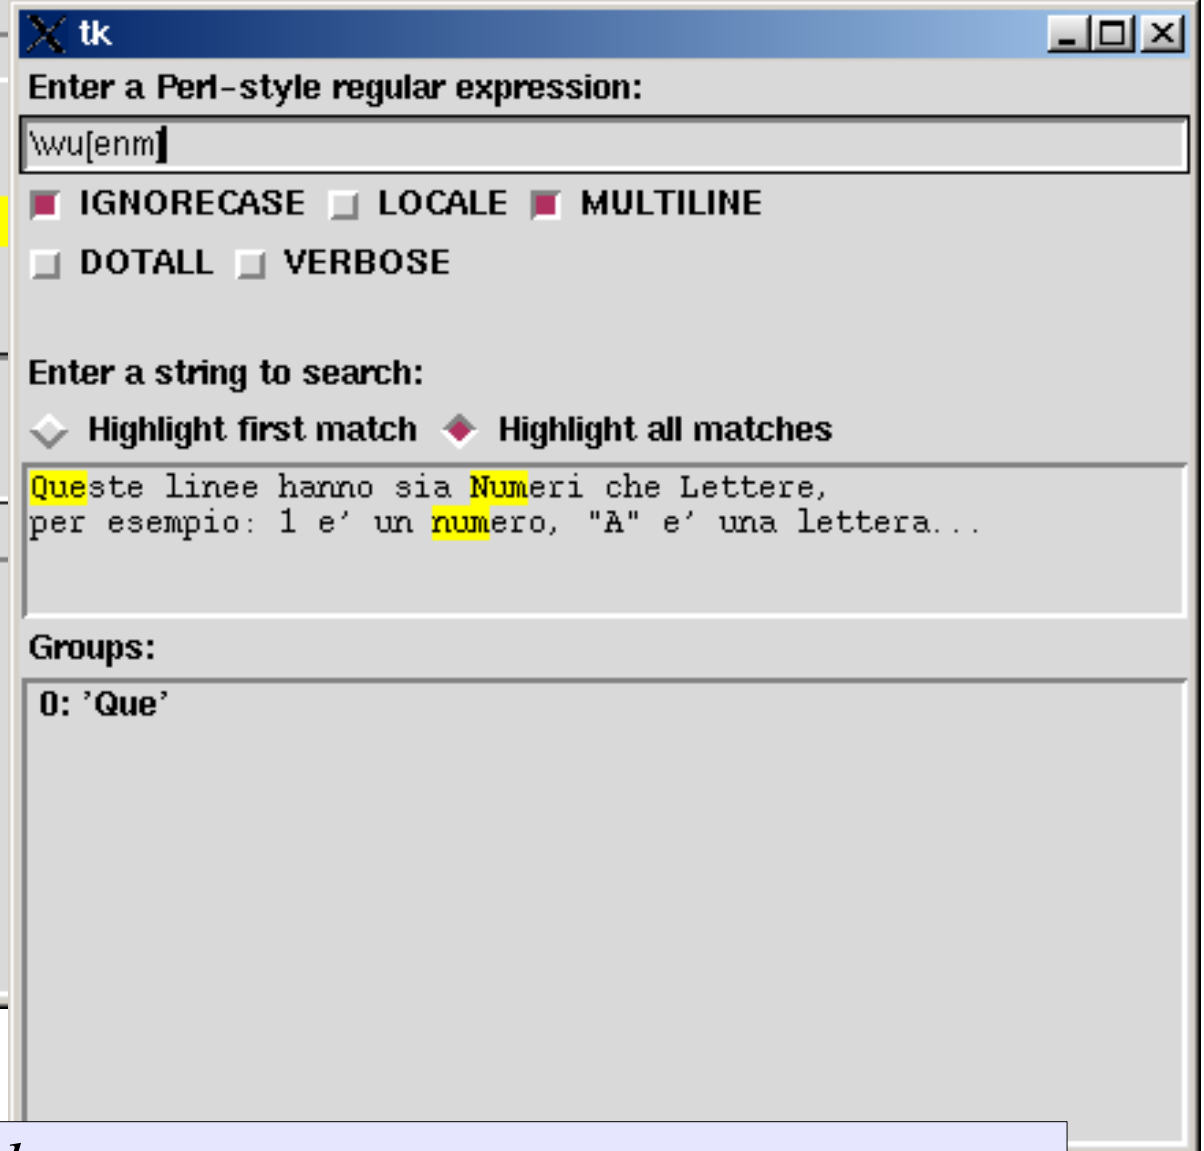 tk
Enter a Perl-style regular expression:
\wu[enm]
IGNORECASE LOCALE MULTILINE
DOTALL VERBOSE
Enter a string to search:
Highlight first match Highlight all matches
Queste linee hanno sia Numeri che Lettere,
per esempio: 1 e' un numero, "A" e' una lettera...
Groups:
0: 'Que'